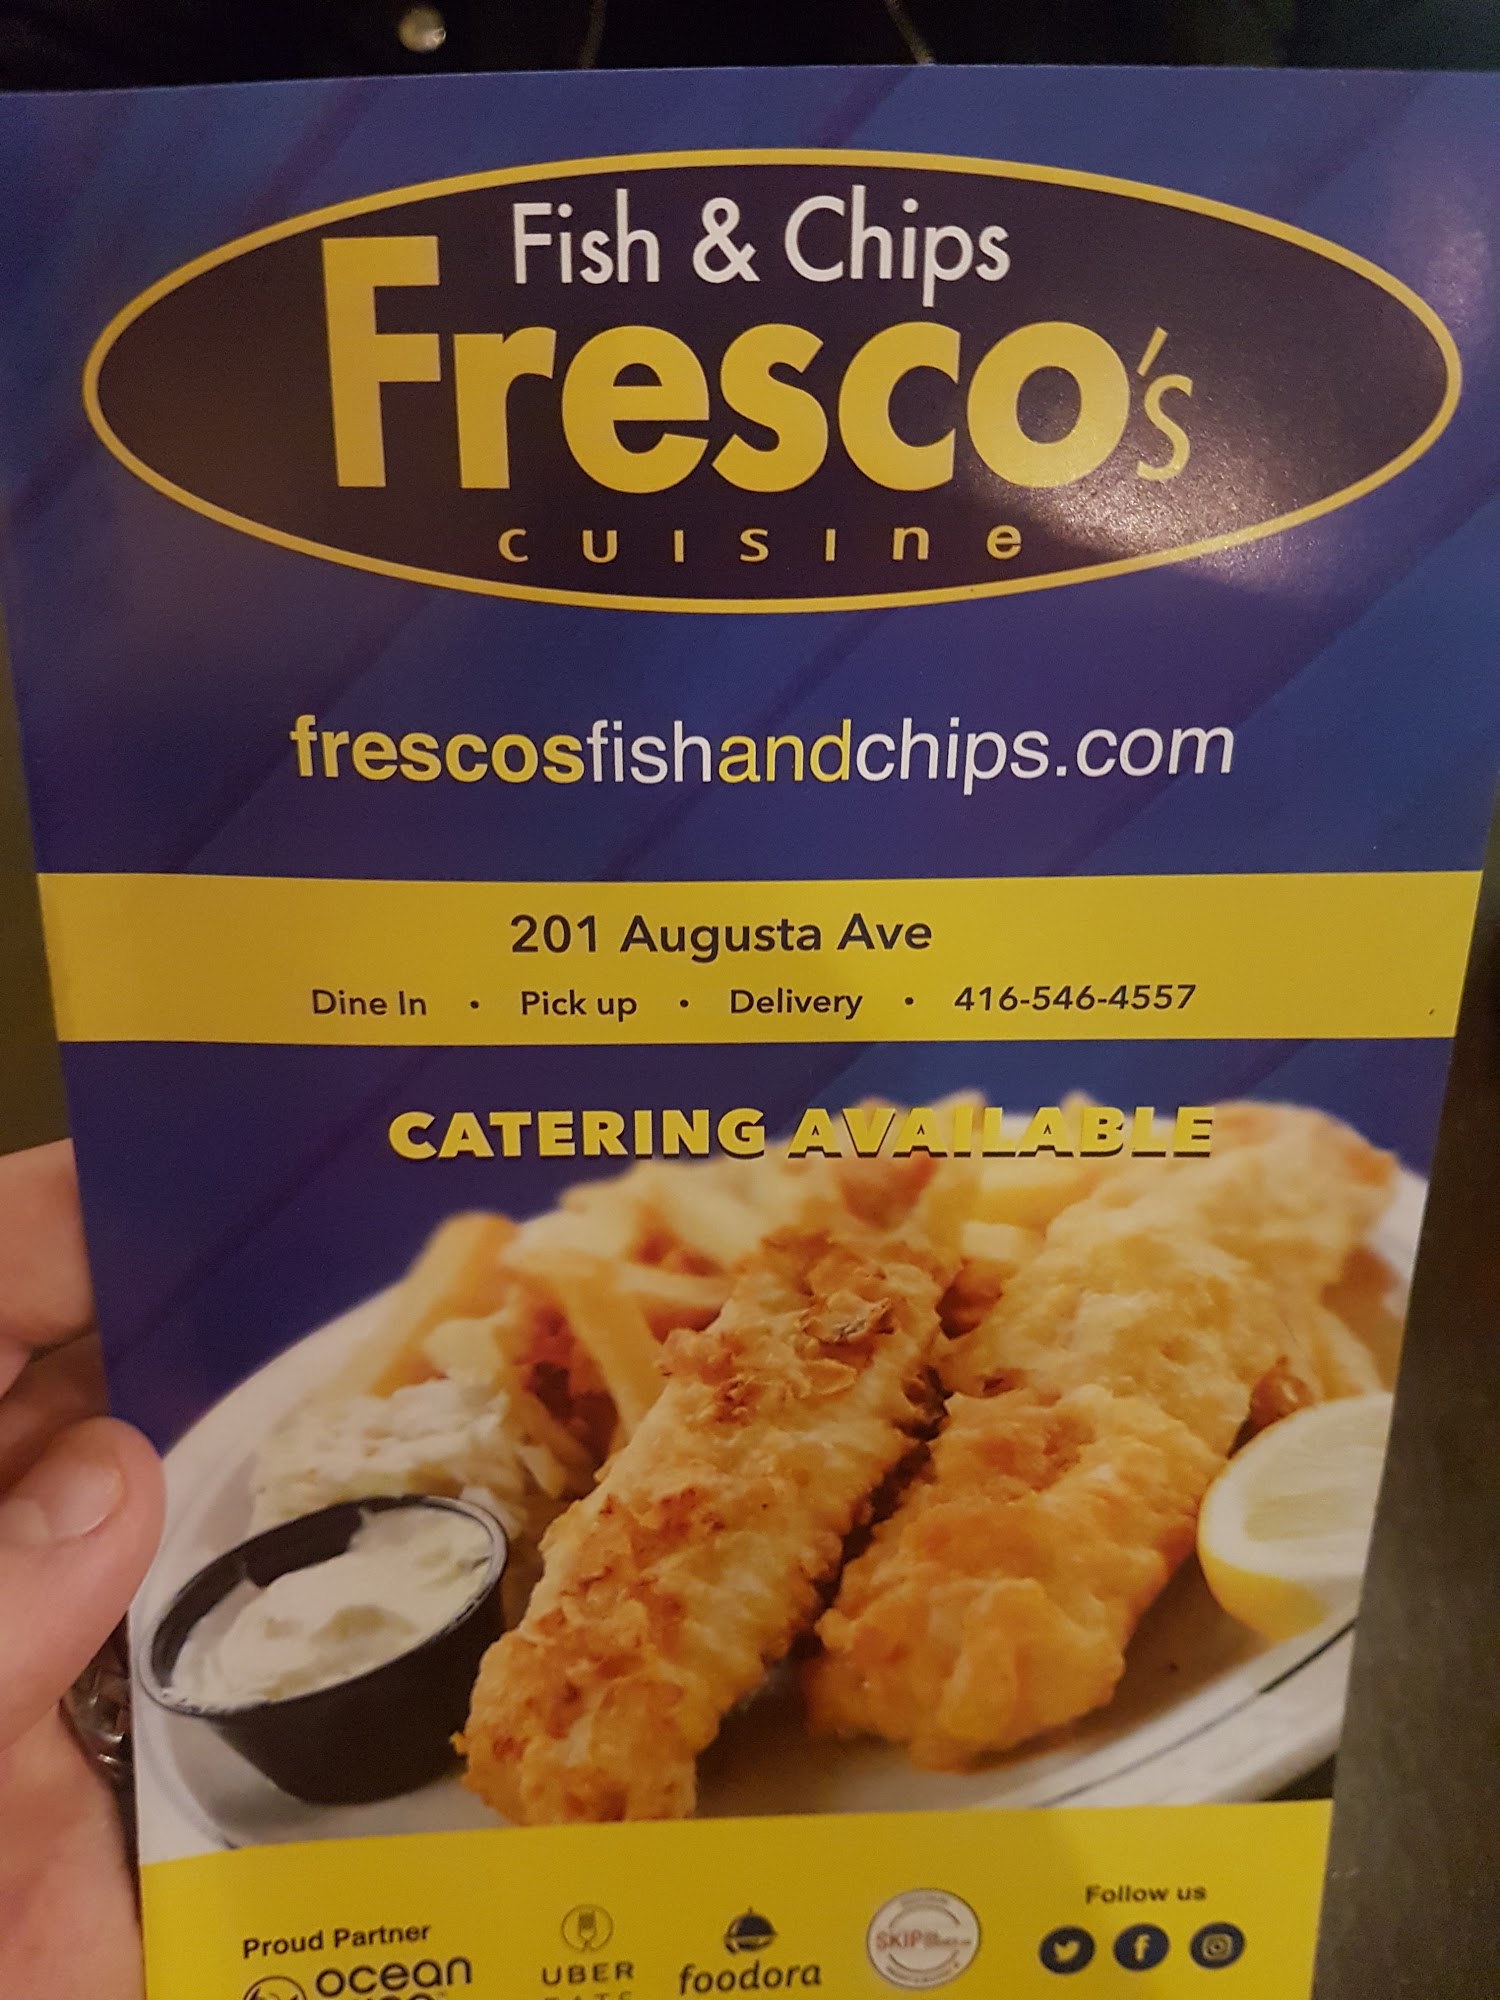 Fish & Chips
Fresco's
cuisine
frescosfishandchips.com
201 Augusta Ave
Dine In • Pick up • Delivery • 416-546-4557
CATERING AVAILABLE
Proud Partner
ocean
UBER
foodora
SKIP
Follow us